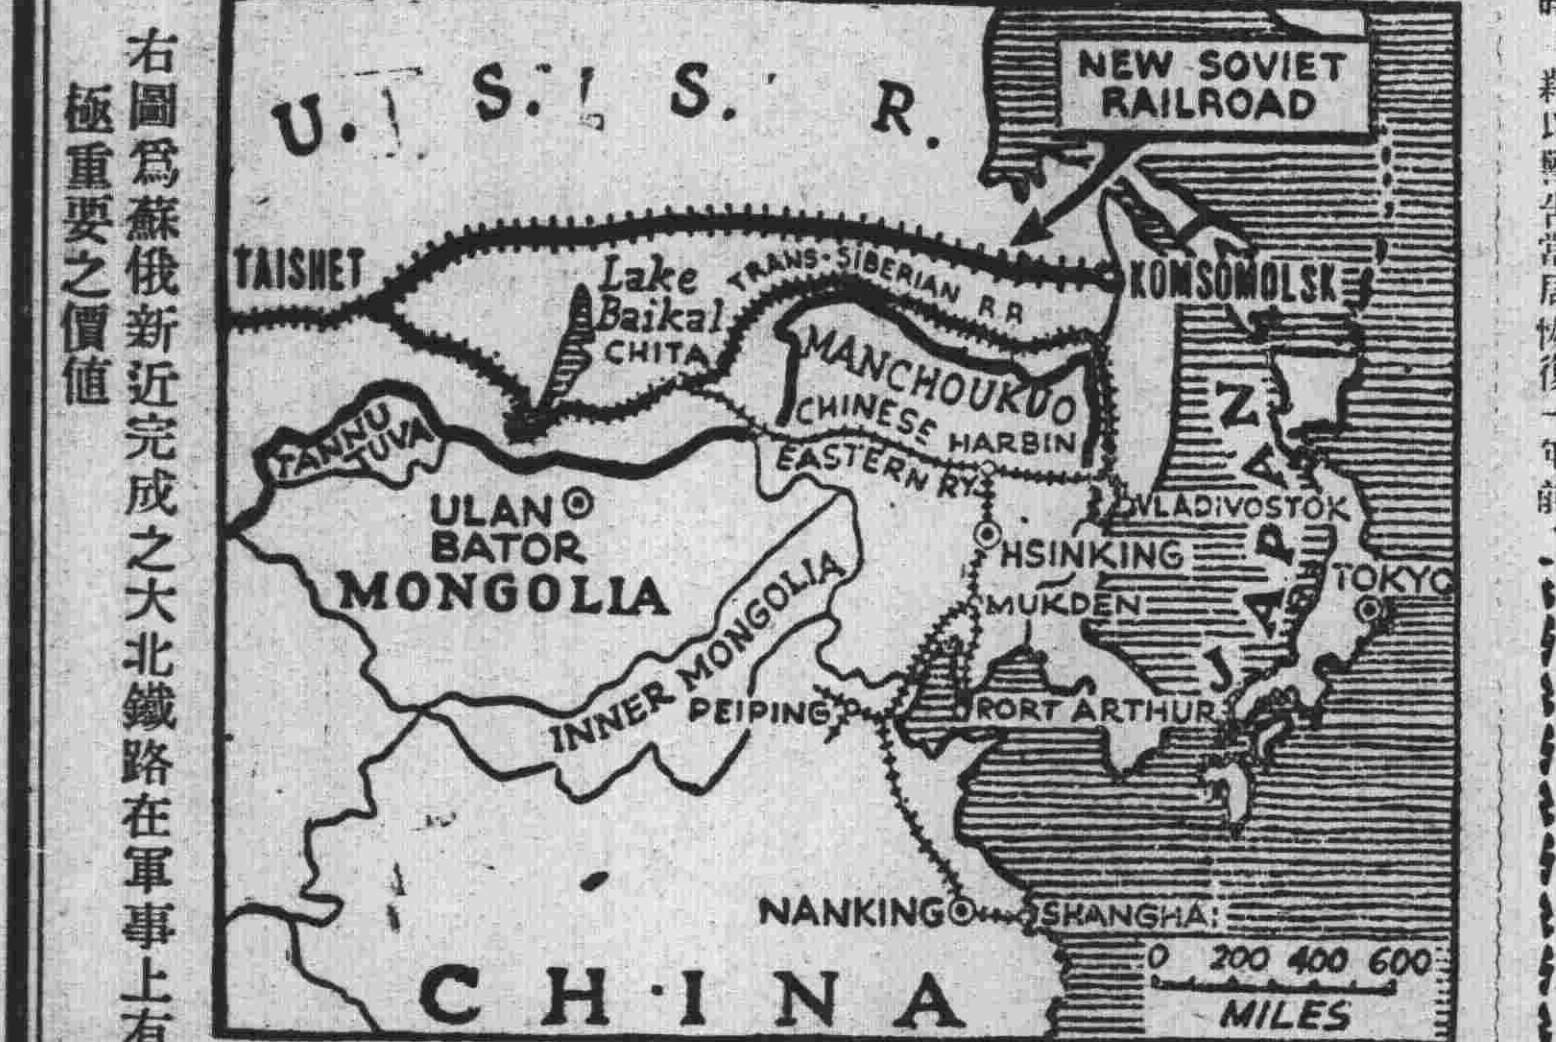 右圖爲蘇俄新近完成之大北鐵路在軍事上有
極重要之價値
U. S. S. R.
NEW SOVIET
RAILROAD
TAISHET
Lake
Baikal
CHITA
TRANS-SIBERIAN R.R
KOMSOMOLSK
MANCHOUKUO
CHINESE
EASTERN RY.
HARBIN
TANNU
TUVA
ULAN
BATOR
MONGOLIA
INNER MONGOLIA
VLADIVOSTOK
HSINKING
MUKDEN
JAPAN
TOKYO
PEIPING
PORT ARTHUR
NANKING
SHANGHAI
CHINA
0 200 400 600
MILES